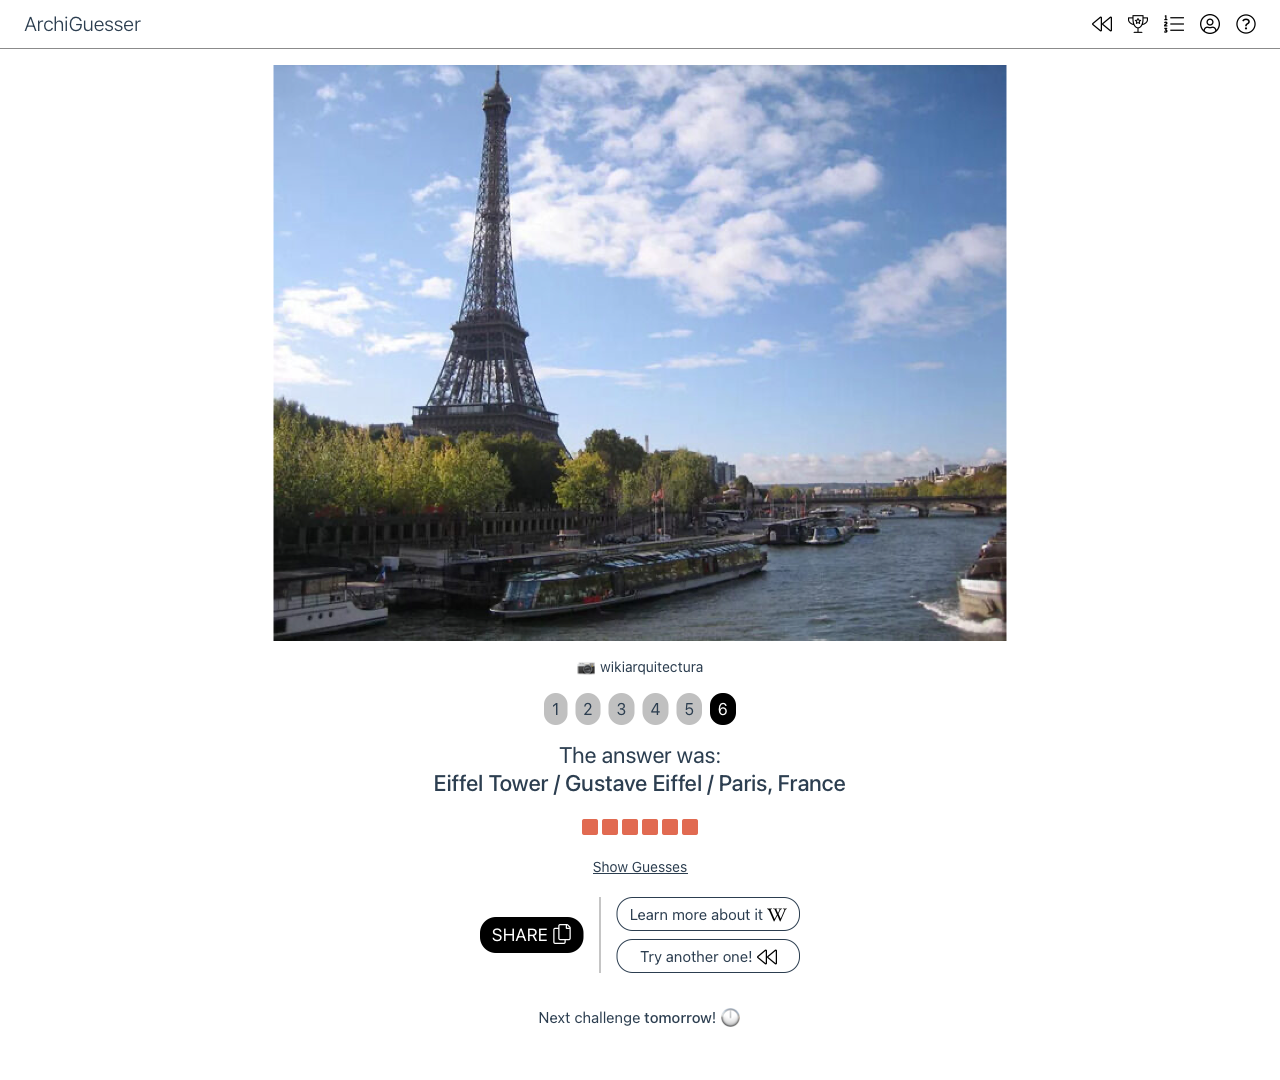 ArchiGuesser
📷 wikiarquitectura
1 2 3 4 5 6
The answer was:
Eiffel Tower / Gustave Eiffel / Paris, France
Show Guesses
SHARE
Learn more about it W
Try another one!
Next challenge tomorrow! 🕛